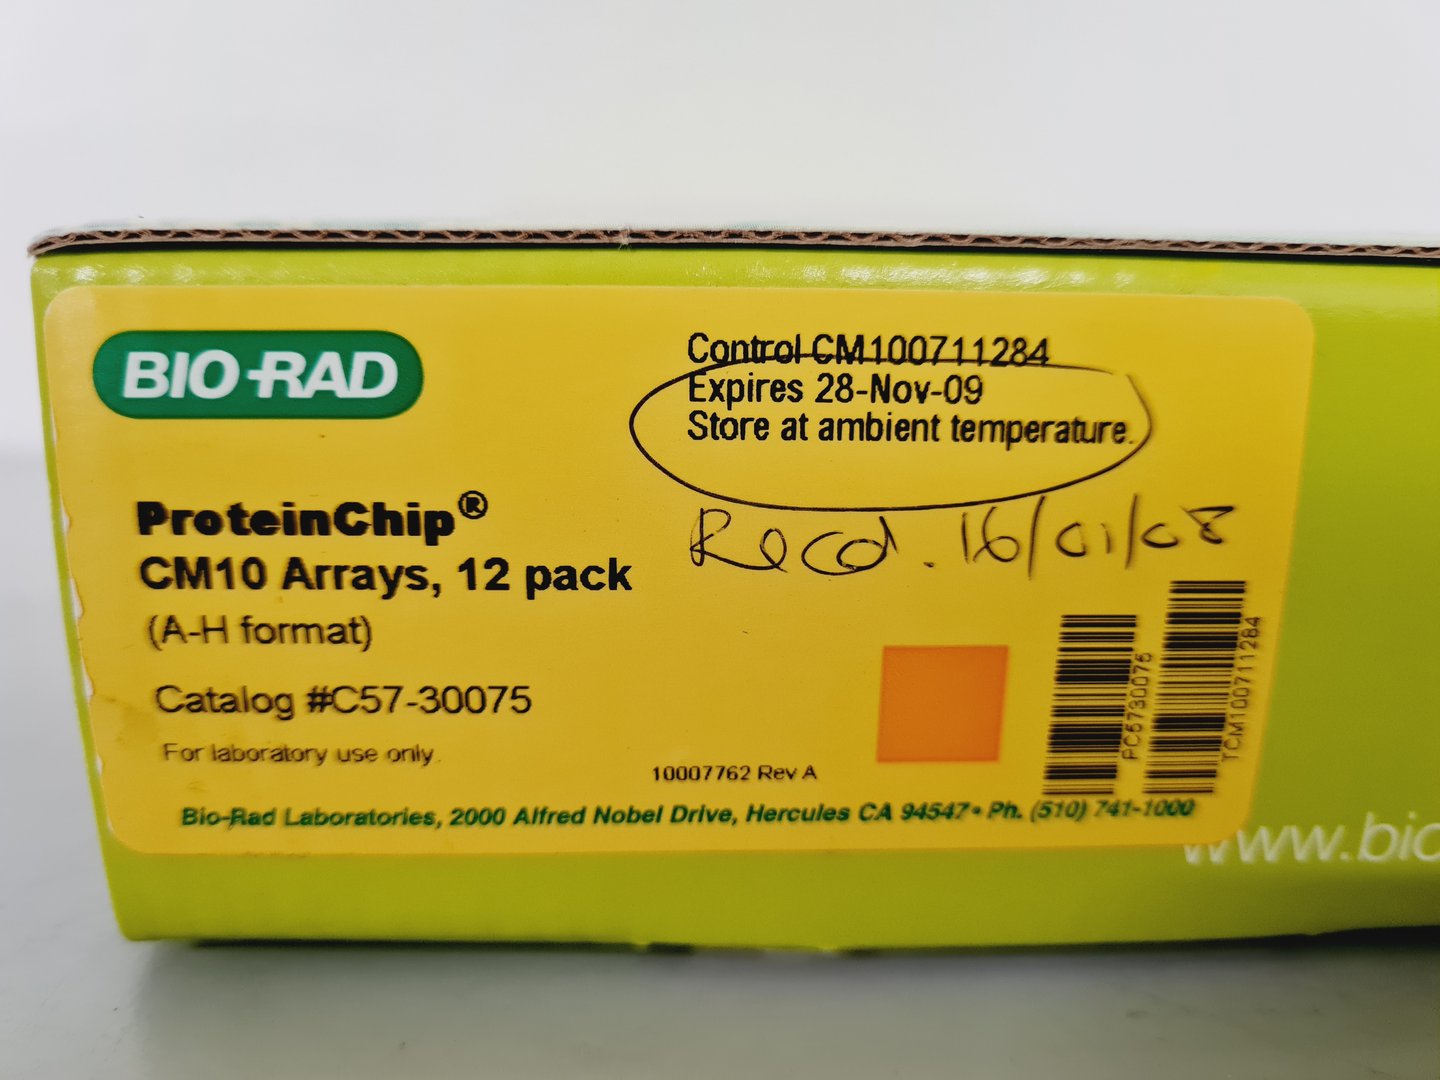 BIO-RAD
Control CM100711284
Expires 28-Nov-09
Store at ambient temperature.
Recd. 16/01/08
ProteinChip®
CM10 Arrays, 12 pack
(A-H format)
Catalog #C57-30075
For laboratory use only.
10007762 Rev A
PC5730075
TCM100711284
Bio-Rad Laboratories, 2000 Alfred Nobel Drive, Hercules CA 94547 • Ph. (510) 741-1000
www.bio